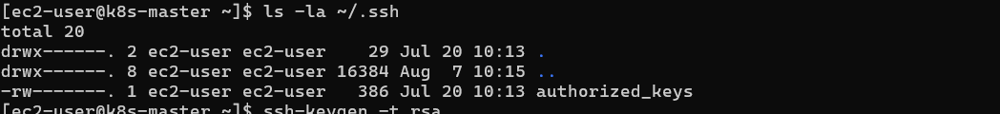 [ec2-user@k8s-master ~]$ ls -la ~/.ssh
total 20
drwx------. 2 ec2-user ec2-user    29 Jul 20 10:13 .
drwx------. 8 ec2-user ec2-user 16384 Aug  7 10:15 ..
-rw-------. 1 ec2-user ec2-user   386 Jul 20 10:13 authorized_keys
[ec2-user@k8s-master ~]$ ssh-keygen -t rsa